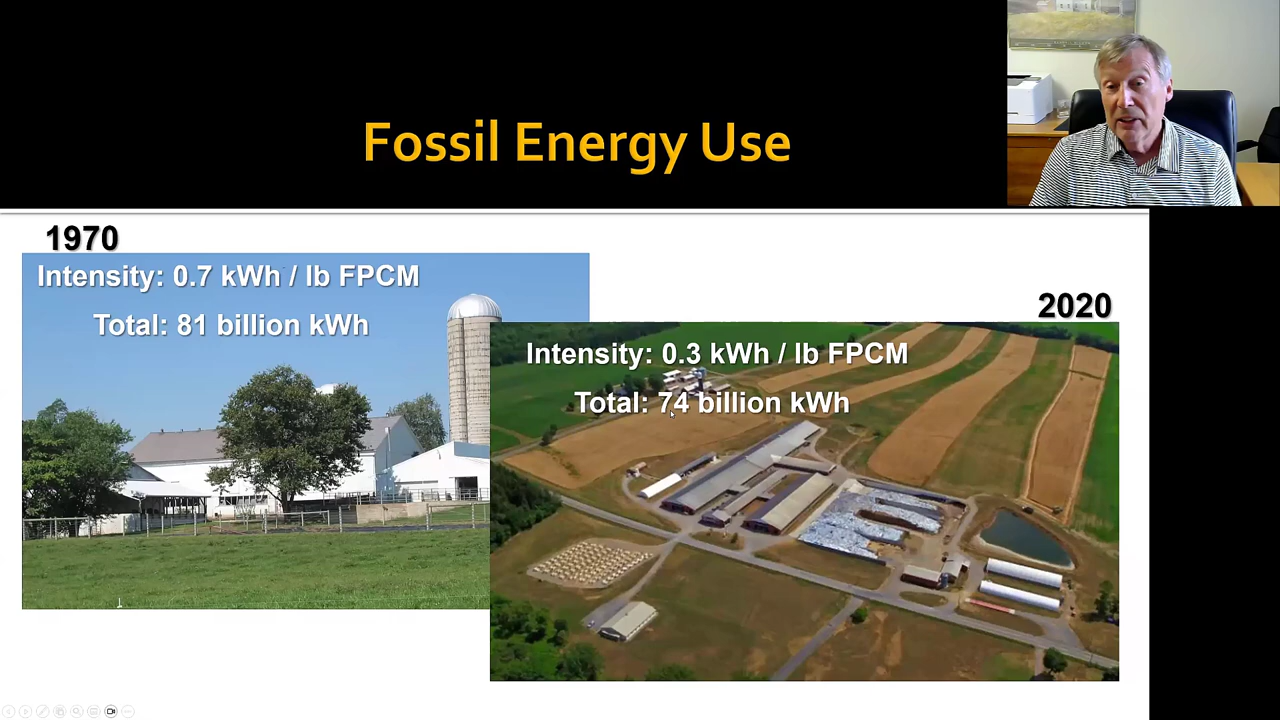 Fossil Energy Use
1970
Intensity: 0.7 kWh / lb FPCM
Total: 81 billion kWh
2020
Intensity: 0.3 kWh / lb FPCM
Total: 74 billion kWh